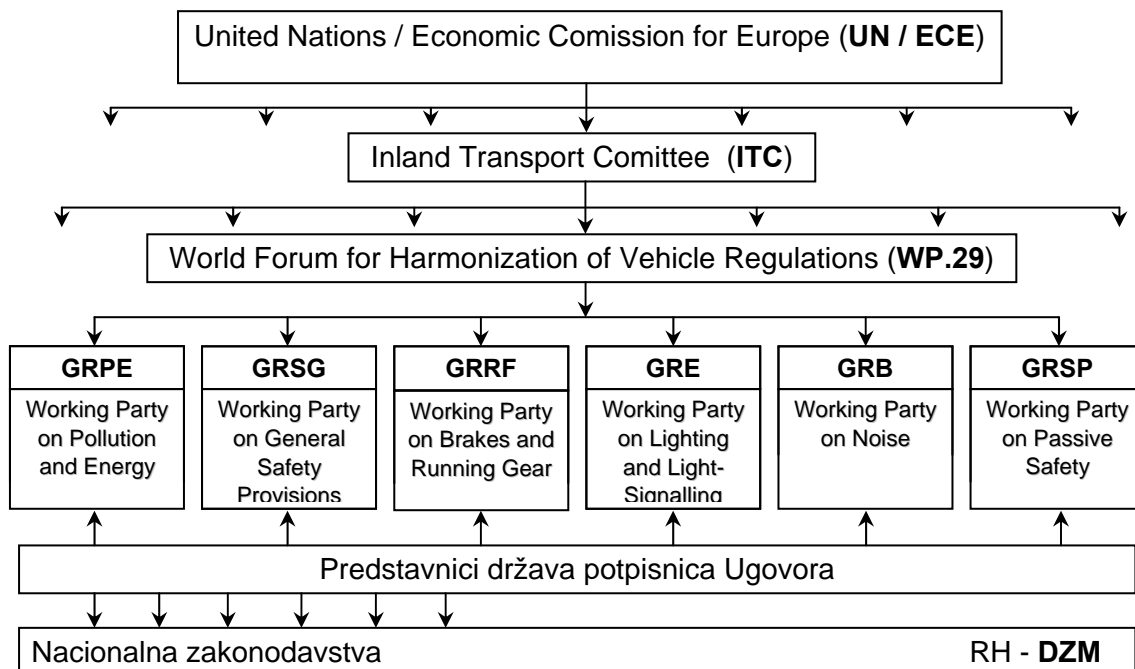 United Nations / Economic Comission for Europe (UN / ECE)
Inland Transport Comittee (ITC)
World Forum for Harmonization of Vehicle Regulations (WP.29)
GRPE
Working Party
on Pollution
and Energy
GRSG
Working Party
on General
Safety
Provisions
GRRF
Working Party
on Brakes and
Running Gear
GRE
Working Party
on Lighting
and Light-
Signalling
GRB
Working Party
on Noise
GRSP
Working Party
on Passive
Safety
Predstavnici država potpisnica Ugovora
Nacionalna zakonodavstva RH - DZM